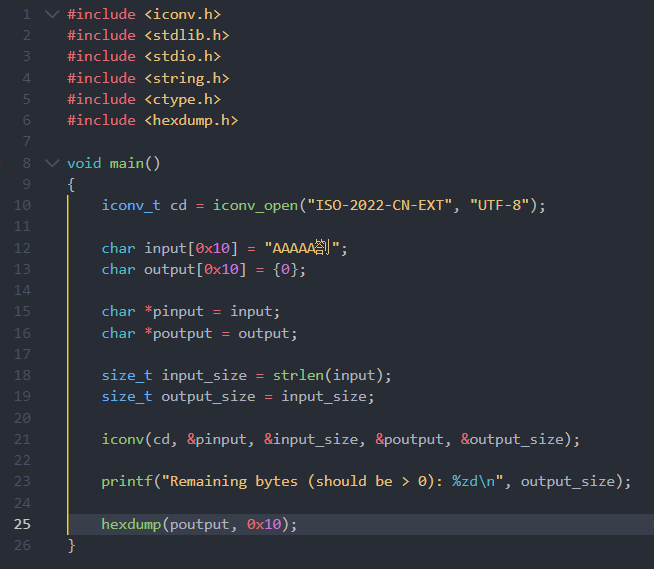 1 #include <iconv.h>
2 #include <stdlib.h>
3 #include <stdio.h>
4 #include <string.h>
5 #include <ctype.h>
6 #include <hexdump.h>
7
8 void main()
9 {
10 iconv_t cd = iconv_open("ISO-2022-CN-EXT", "UTF-8");
11
12 char input[0x10] = "AAAAA劄";
13 char output[0x10] = {0};
14
15 char *pinput = input;
16 char *poutput = output;
17
18 size_t input_size = strlen(input);
19 size_t output_size = input_size;
20
21 iconv(cd, &pinput, &input_size, &poutput, &output_size);
22
23 printf("Remaining bytes (should be > 0): %zd\n", output_size);
24
25 hexdump(poutput, 0x10);
26 }